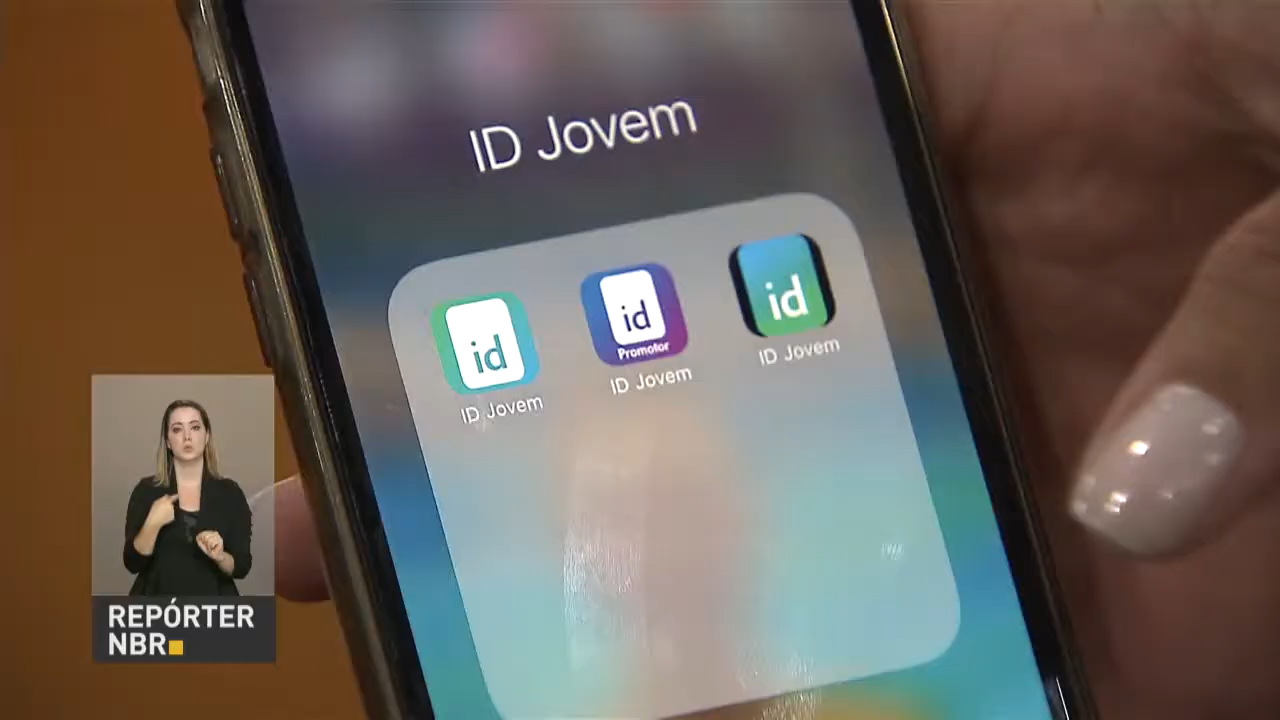 ID Jovem
id
id
Promotor
id
ID Jovem
ID Jovem
ID Jovem
REPÓRTER
NBR